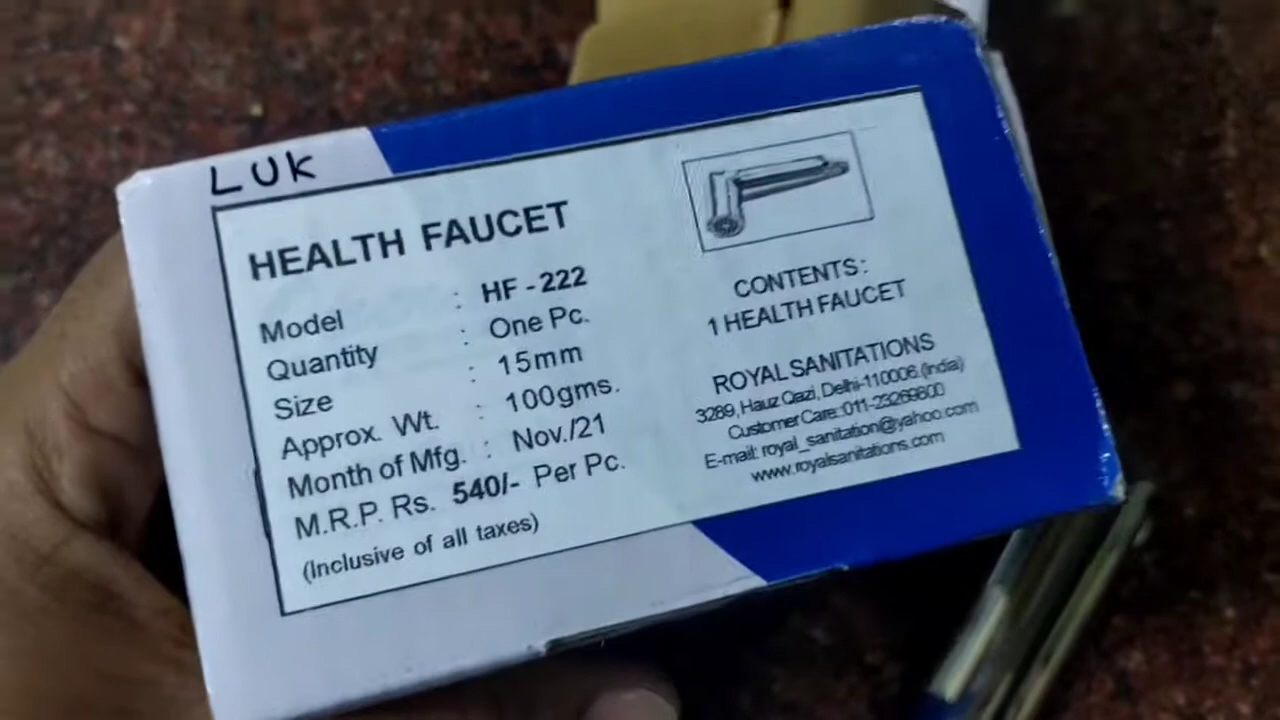 LUK
HEALTH FAUCET
Model : HF - 222
Quantity : One Pc.
Size : 15mm
Approx. Wt. : 100gms.
Month of Mfg. : Nov./21
M.R.P. Rs. 540/- Per Pc.
(Inclusive of all taxes)
CONTENTS :
1 HEALTH FAUCET
ROYAL SANITATIONS
3289, Hauz Qazi, Delhi-110006 (India)
Customer Care: 011-23269800
E-mail: royal_sanitation@yahoo.com
www.royalsanitations.com